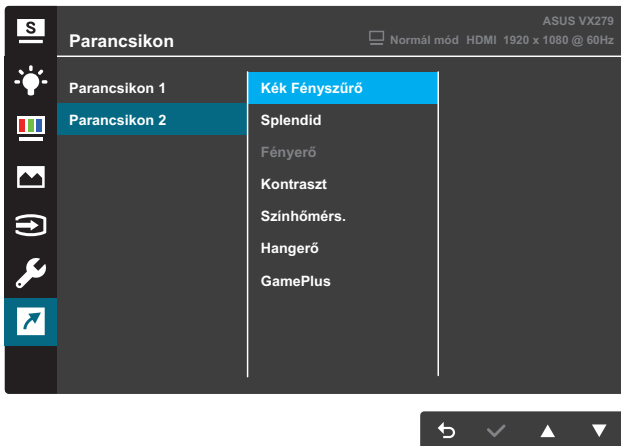 S
ASUS VX279
Parancsikon
Normál mód HDMI 1920 x 1080 @ 60Hz
Parancsikon 1
Parancsikon 2
Kék Fényszűrő
Splendid
Fényerő
Kontraszt
Színhőmérs.
Hangerő
GamePlus